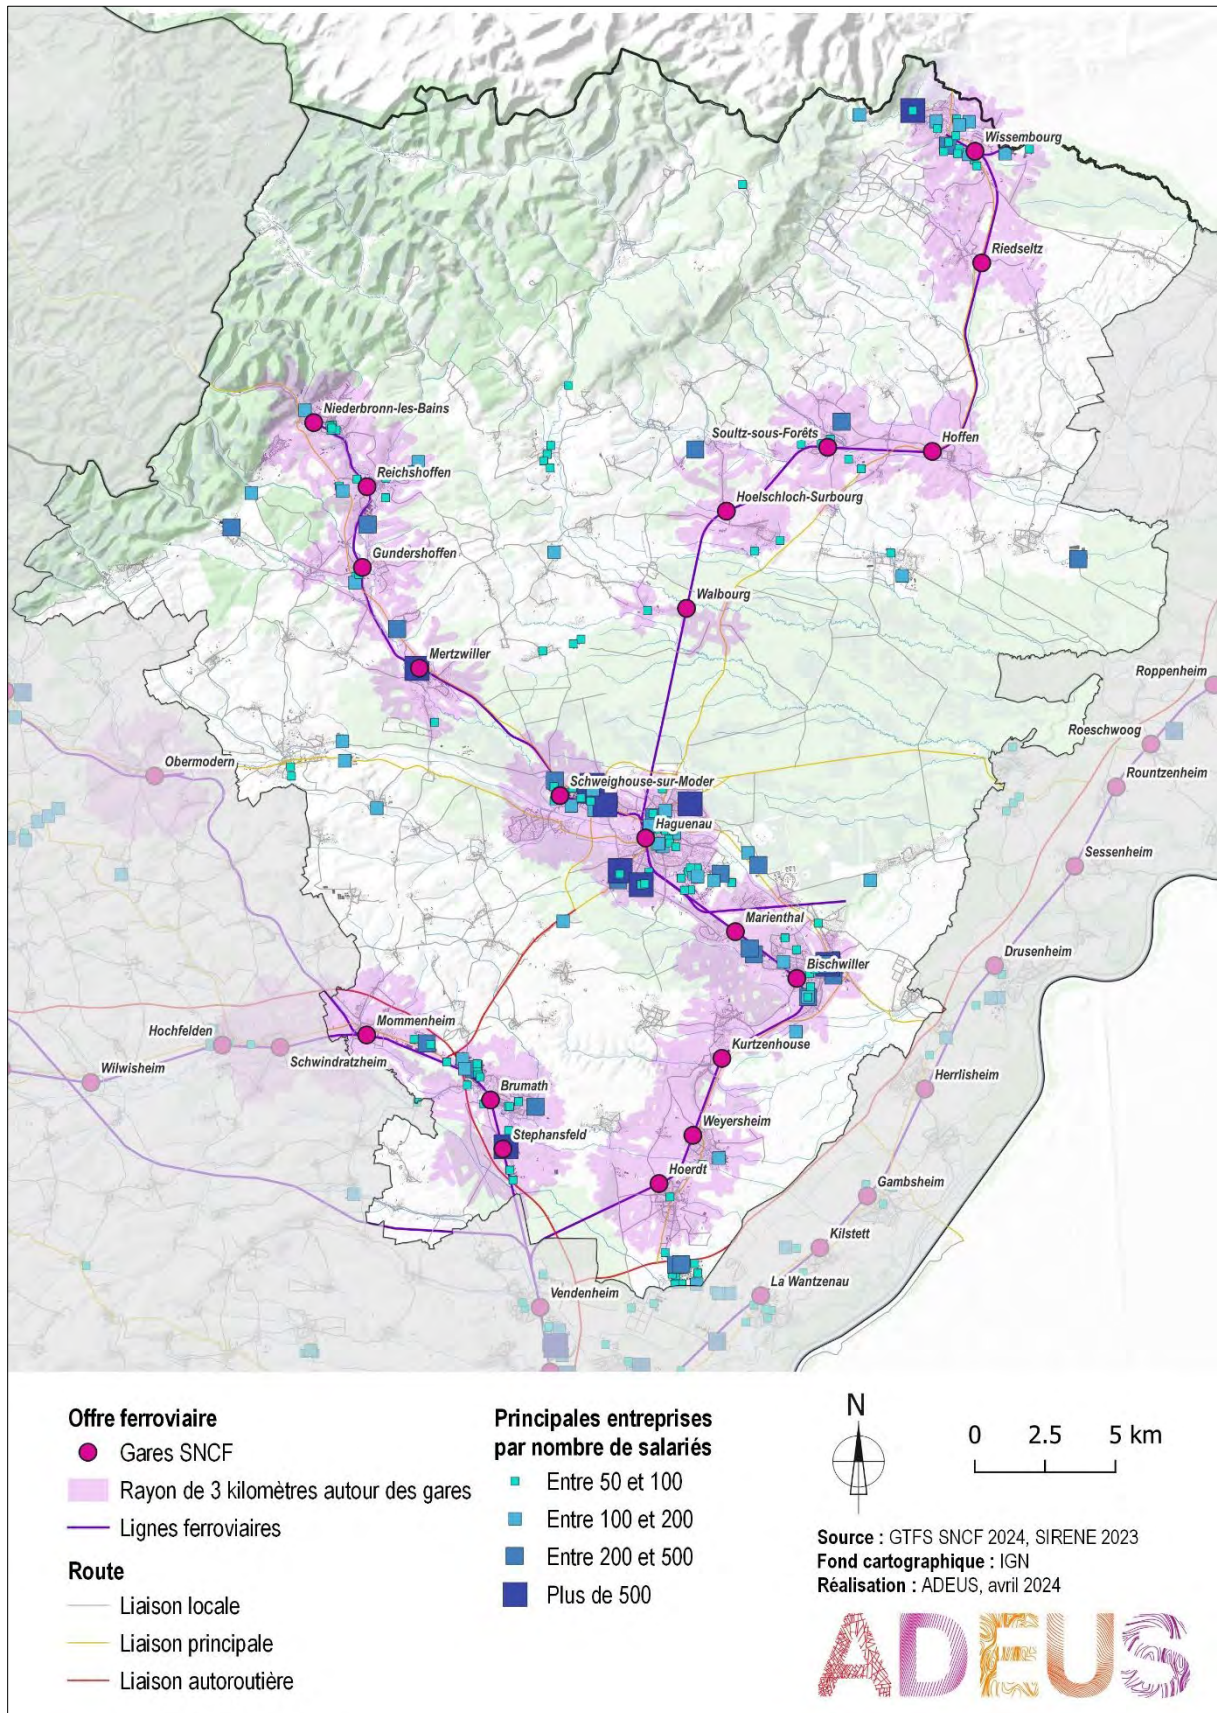 Wissembourg
Riedseltz
Niederbronn-les-Bains
Soultz-sous-Forêts
Hoffen
Reichshoffen
Hoelschloch-Surbourg
Gundershoffen
Walbourg
Mertzwiller
Roppenheim
Roeschwoog
Obermodern
Rountzenheim
Schweighouse-sur-Moder
Haguenau
Sessenheim
Marienthal
Drusenheim
Bischwiller
Mommenheim
Hochfelden
Schwindratzheim
Kurtzenhouse
Wilwisheim
Brumath
Herrlisheim
Weyersheim
Stephansfeld
Hoerdt
Gambsheim
Kilstett
La Wantzenau
Vendenheim
Offre ferroviaire
Gares SNCF
Rayon de 3 kilomètres autour des gares
Lignes ferroviaires
Route
Liaison locale
Liaison principale
Liaison autoroutière
Principales entreprises
par nombre de salariés
Entre 50 et 100
Entre 100 et 200
Entre 200 et 500
Plus de 500
N
0 2.5 5 km
Source : GTFS SNCF 2024, SIRENE 2023
Fond cartographique : IGN
Réalisation : ADEUS, avril 2024
ADEUS